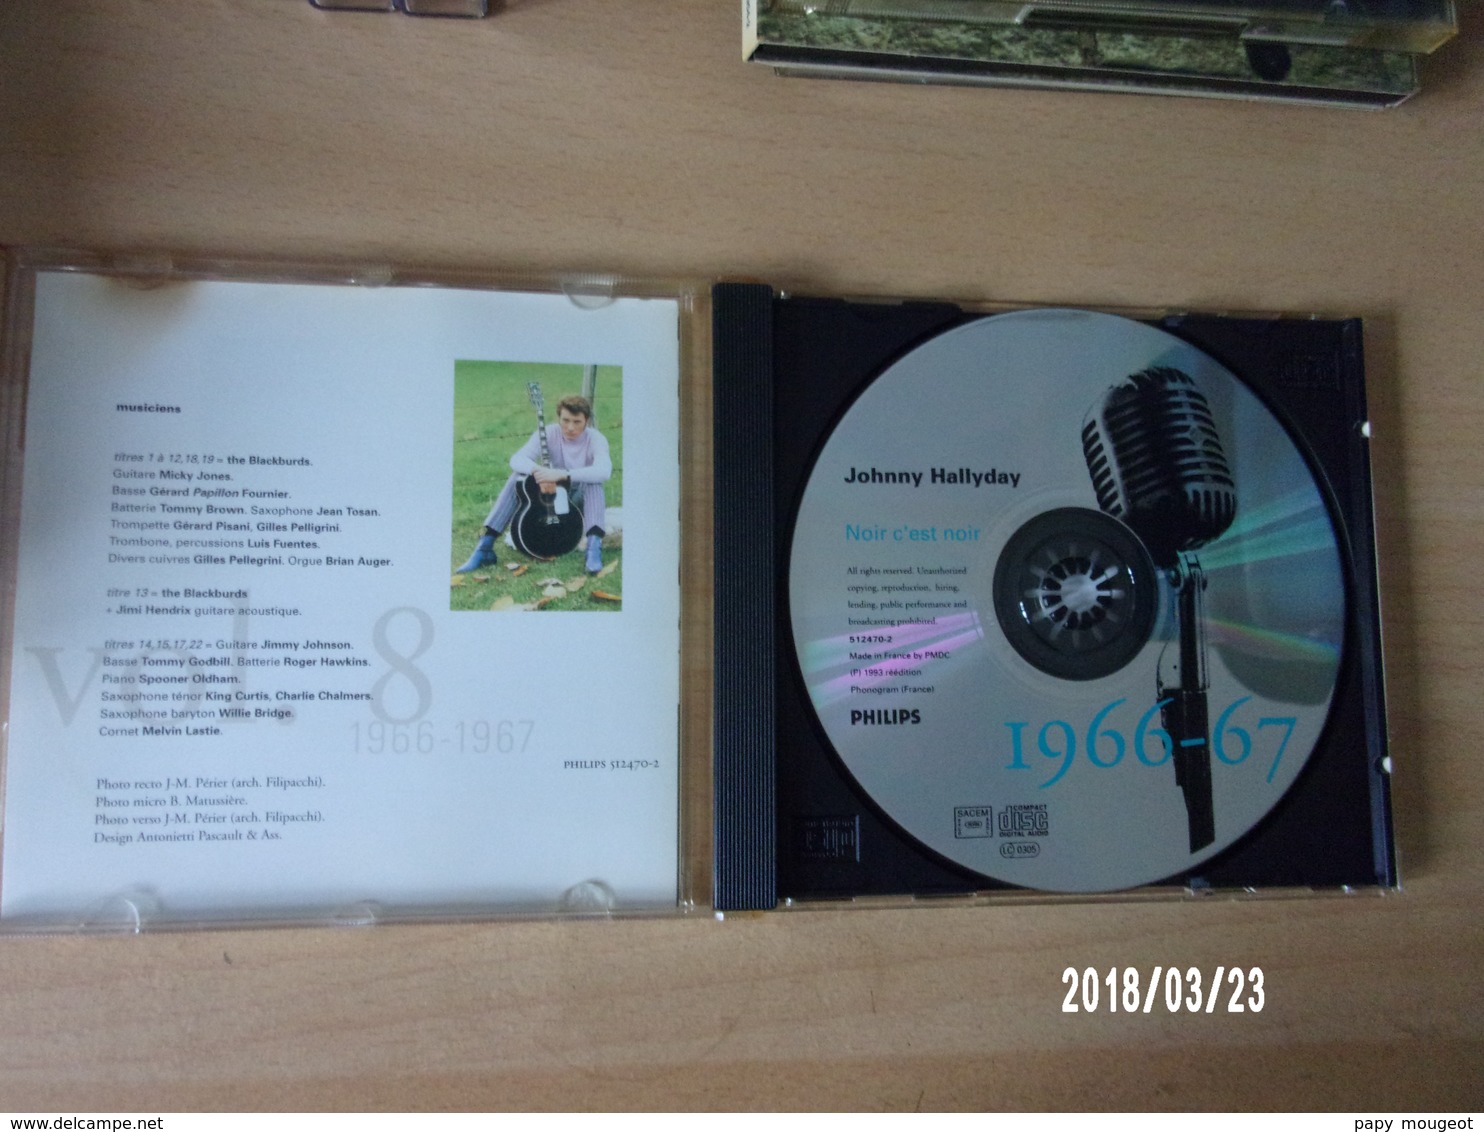 musiciens
titres 1 à 12,18,19 = the Blackburds.
Guitare Micky Jones.
Basse Gérard Papillon Fournier.
Batterie Tommy Brown. Saxophone Jean Tosan.
Trompette Gérard Pisani, Gilles Pelligrini.
Trombone, percussions Luis Fuentes.
Divers cuivres Gilles Pellegrini. Orgue Brian Auger.
titre 13 = the Blackburds
+ Jimi Hendrix guitare acoustique.
titres 14,15,17,22 = Guitare Jimmy Johnson.
Basse Tommy Godbill. Batterie Roger Hawkins.
Piano Spooner Oldham.
Saxophone ténor King Curtis, Charlie Chalmers.
Saxophone baryton Willie Bridge.
Cornet Melvin Lastie.
vol. 8
1966-1967
PHILIPS 512470-2
Photo recto J-M. Périer (arch. Filipacchi).
Photo micro B. Matussière.
Photo verso J-M. Périer (arch. Filipacchi).
Design Antonietti Pascault & Ass.
Johnny Hallyday
Noir c'est noir
All rights reserved. Unauthorized
copying, reproduction, hiring,
lending, public performance and
broadcasting prohibited.
512470-2
Made in France by PMDC
(P) 1993 réédition
Phonogram (France)
PHILIPS
1966-67
SACEM
COMPACT
disc
DIGITAL AUDIO
LC 0305
2018/03/23
delcampe.net
papy mougeot